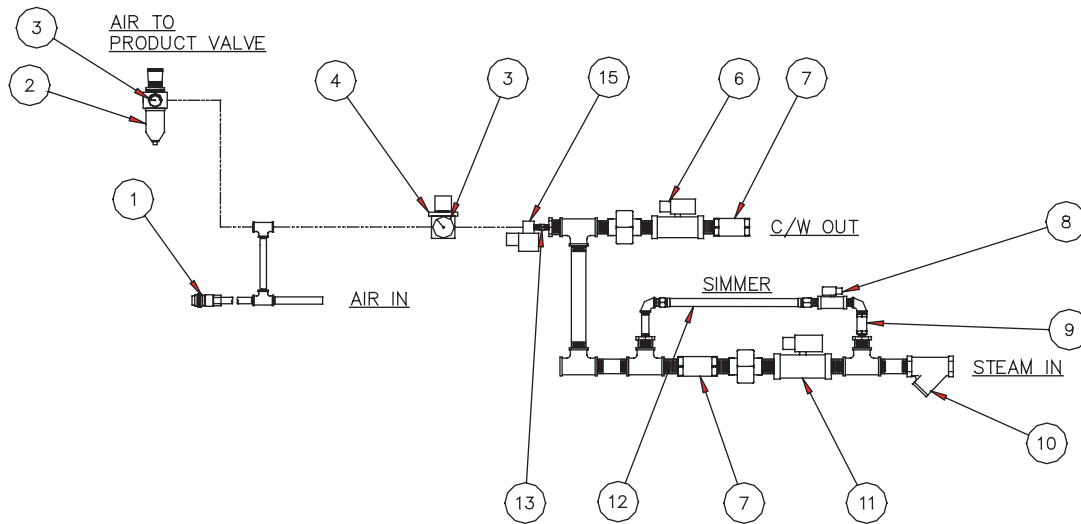 AIR TO
PRODUCT VALVE
3
2
4
3
15
6
7
1
C/W OUT
8
AIR IN
SIMMER
9
STEAM IN
10
13
12
7
11